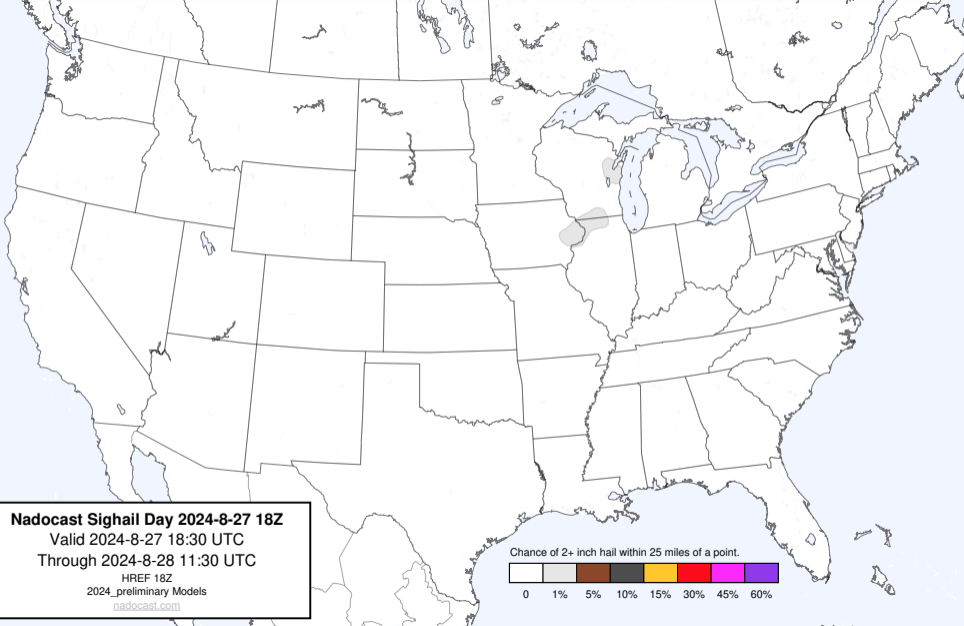 Nadocast Sighail Day 2024-8-27 18Z
Valid 2024-8-27 18:30 UTC
Through 2024-8-28 11:30 UTC
HREF 18Z
2024_preliminary Models
nadocast.com
Chance of 2+ inch hail within 25 miles of a point.
0 1% 5% 10% 15% 30% 45% 60%